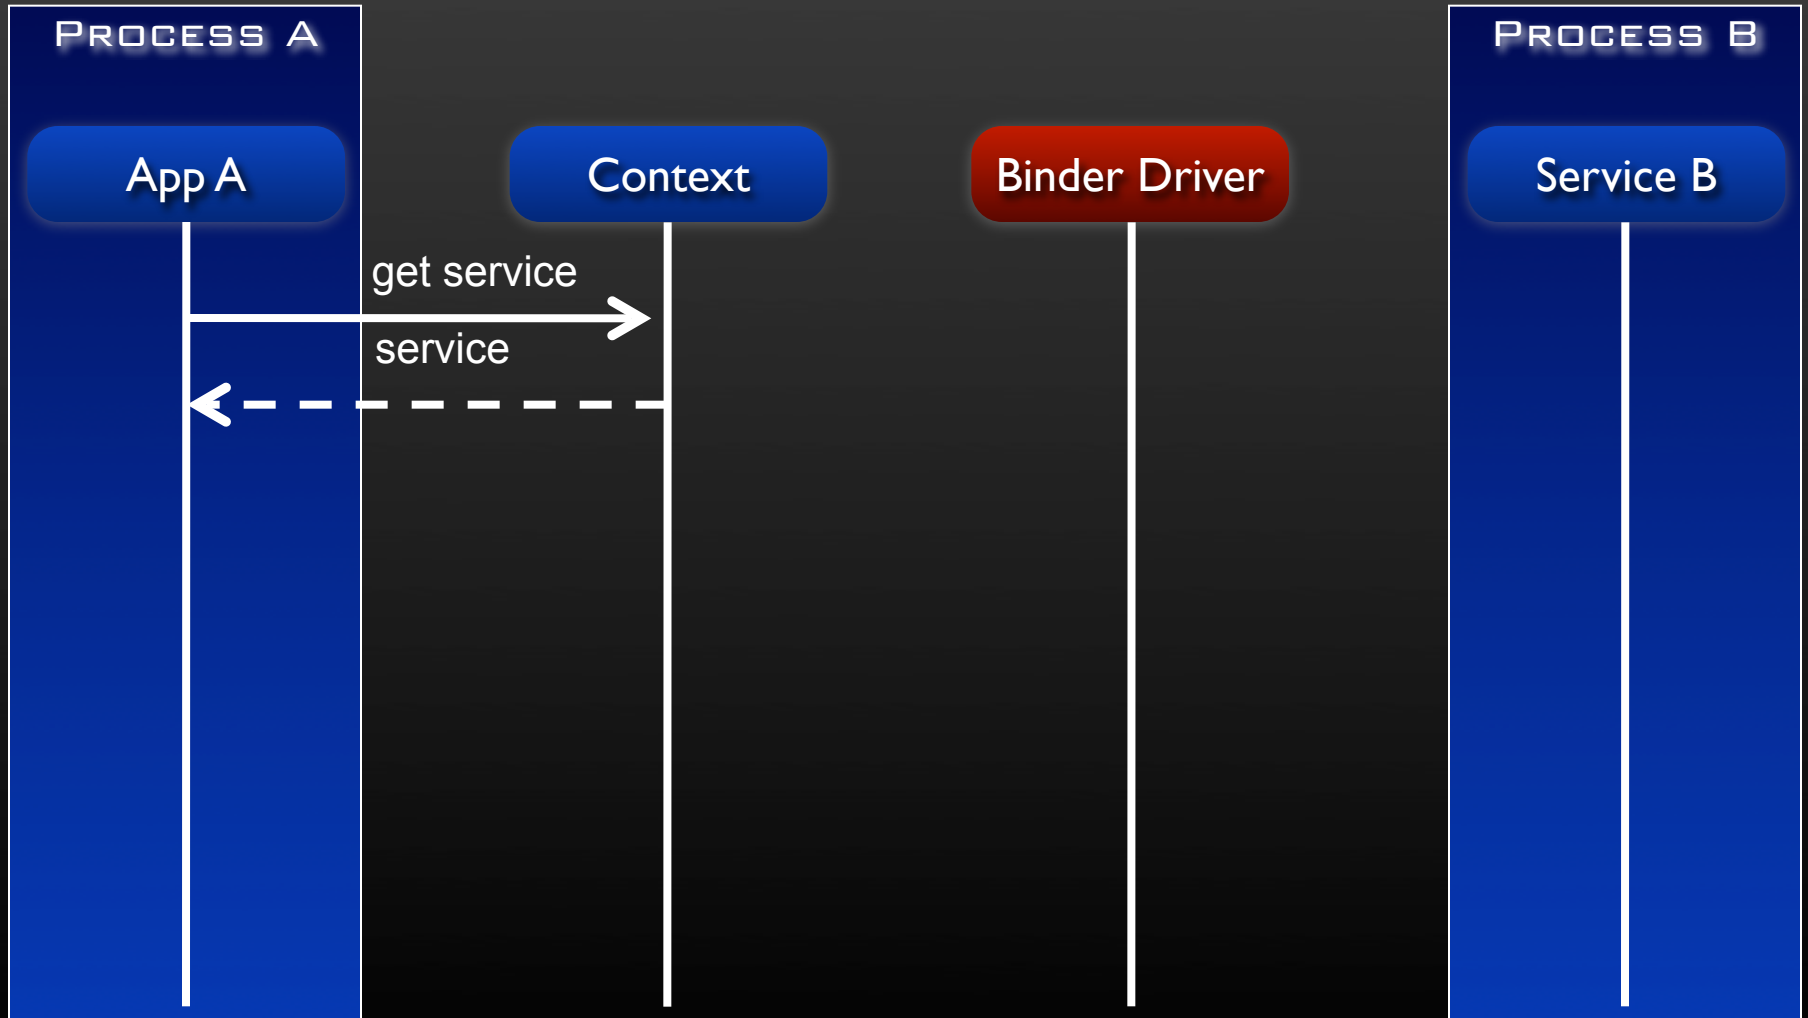 Process A
Process B
App A
Context
Binder Driver
Service B
get service
service